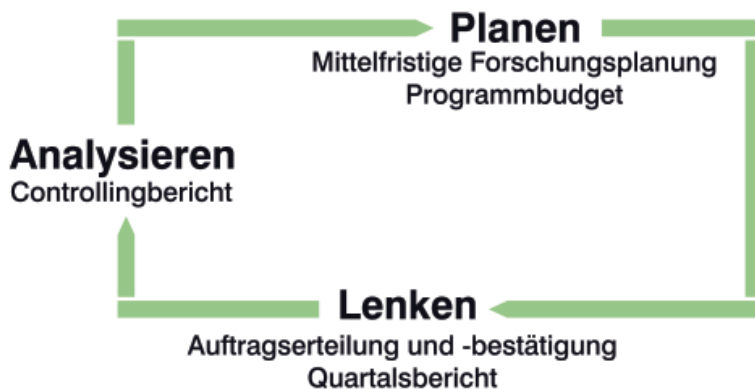 Planen
Mittelfristige Forschungsplanung
Programmbudget
Analysieren
Controllingbericht
Lenken
Auftragserteilung und -bestätigung
Quartalsbericht